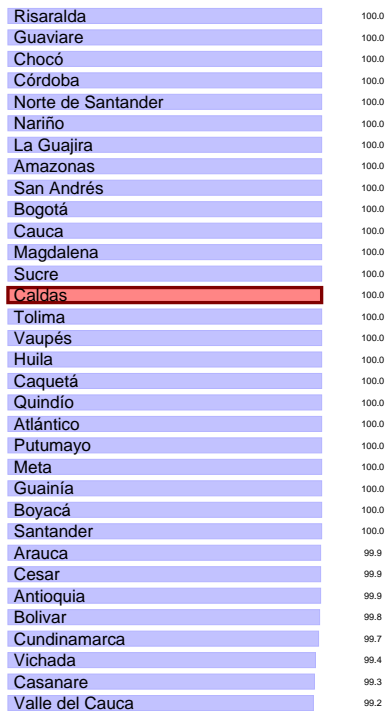 Risaralda 100.0
Guaviare 100.0
Chocó 100.0
Córdoba 100.0
Norte de Santander 100.0
Nariño 100.0
La Guajira 100.0
Amazonas 100.0
San Andrés 100.0
Bogotá 100.0
Cauca 100.0
Magdalena 100.0
Sucre 100.0
Caldas 100.0
Tolima 100.0
Vaupés 100.0
Huila 100.0
Caquetá 100.0
Quindío 100.0
Atlántico 100.0
Putumayo 100.0
Meta 100.0
Guainía 100.0
Boyacá 100.0
Santander 100.0
Arauca 99.9
Cesar 99.9
Antioquia 99.9
Bolivar 99.8
Cundinamarca 99.7
Vichada 99.4
Casanare 99.3
Valle del Cauca 99.2